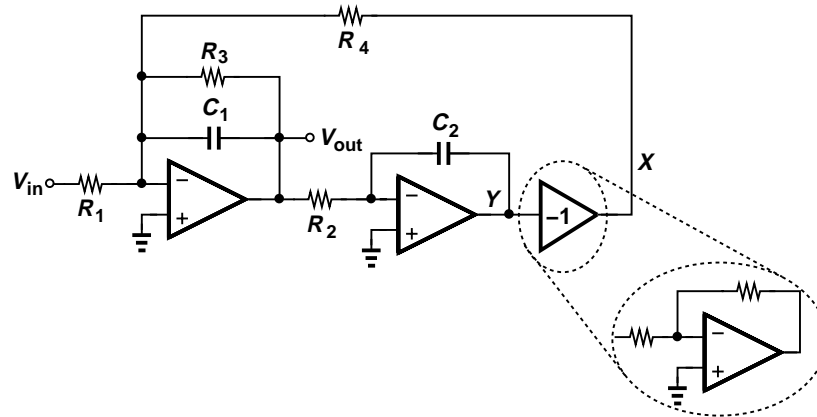 R4
R3
C1
Vout
C2
Vin
R1
−
+
R2
−
+
Y
−1
X
−
+